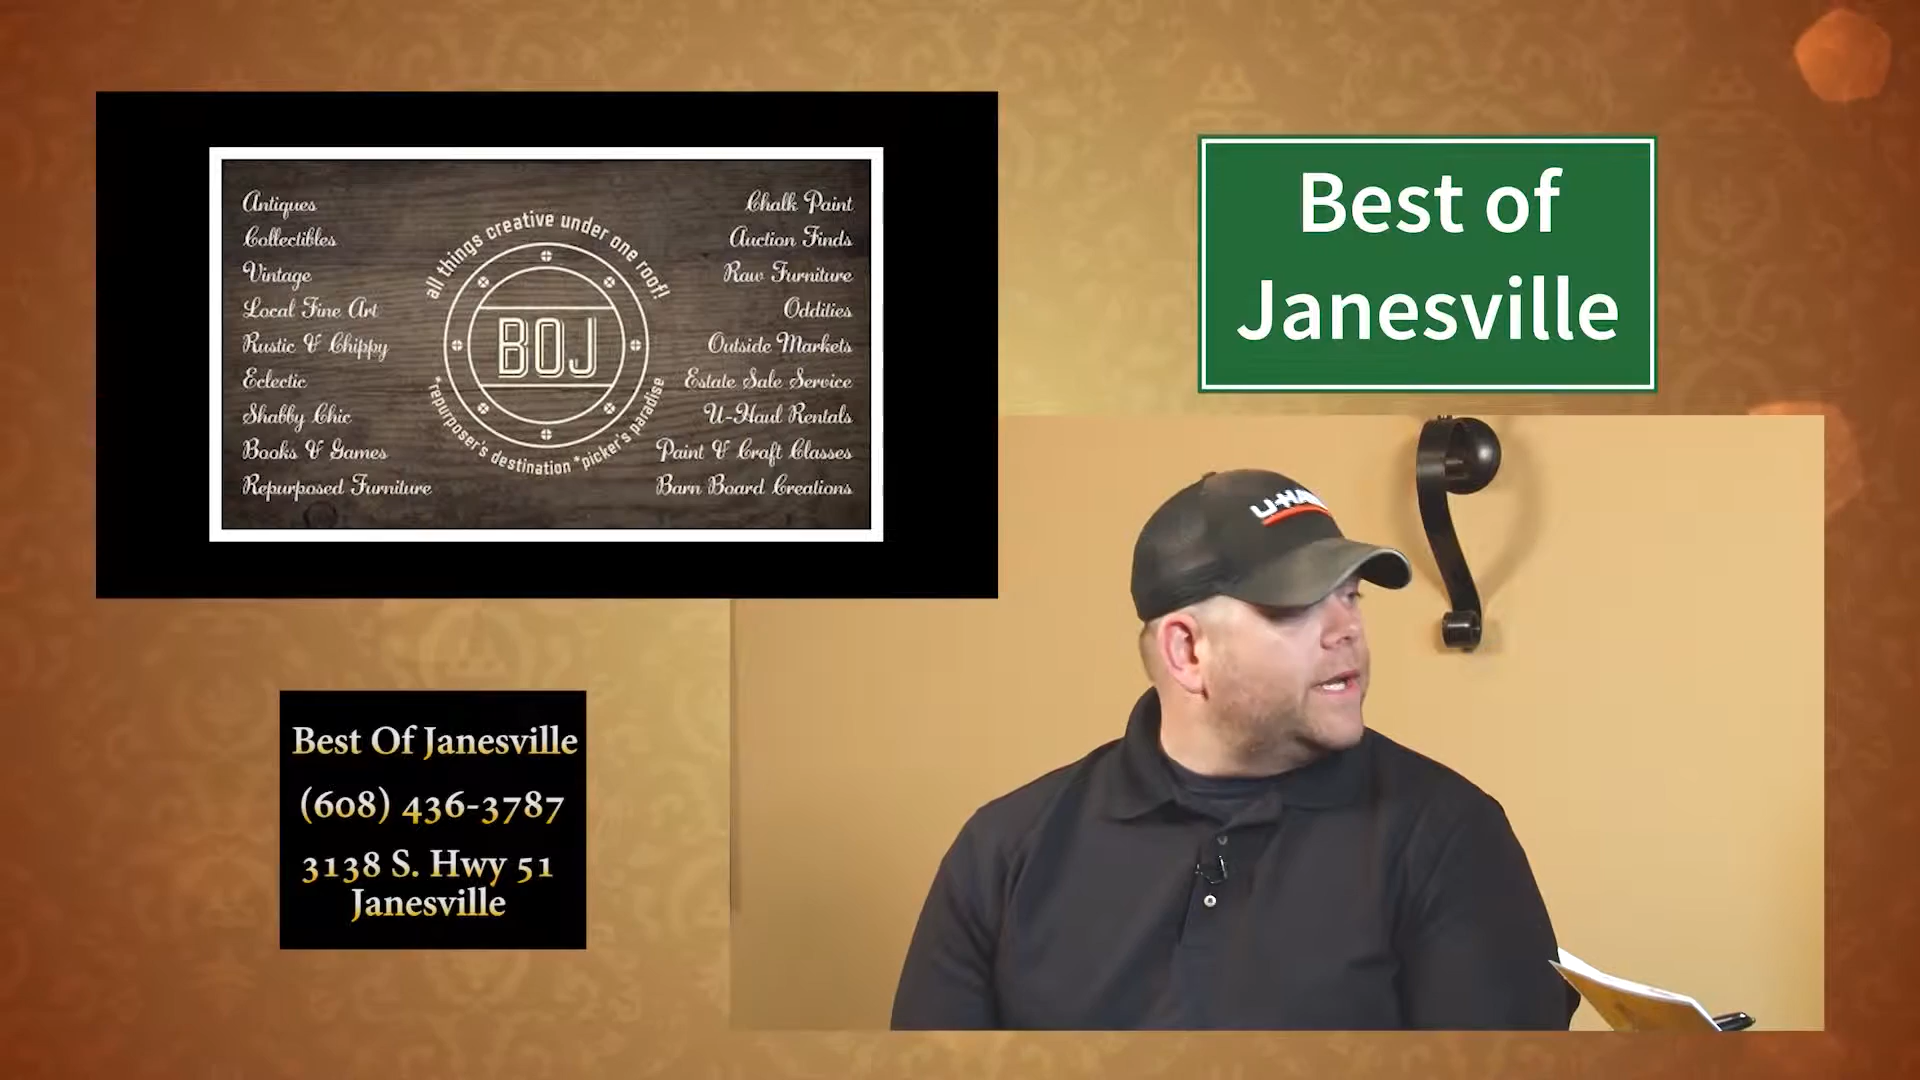 Antiques
Collectibles
Vintage
Local Fine Art
Rustic & Chippy
Eclectic
Shabby Chic
Books & Games
Repurposed Furniture
all things creative under one roof!
BOJ
*repurposer's destination *picker's paradise
Chalk Paint
Auction Finds
Raw Furniture
Oddities
Outside Markets
Estate Sale Service
U-Haul Rentals
Paint & Craft Classes
Barn Board Creations
Best of
Janesville
Best Of Janesville
(608) 436-3787
3138 S. Hwy 51
Janesville